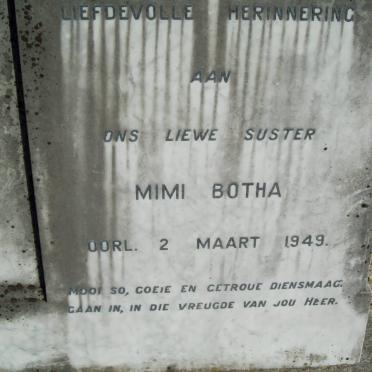 LIEFDEVOLLE HERINNERING
AAN
ONS LIEWE SUSTER
MIMI BOTHA
OORL. 2 MAART 1949.
MOOI SO, GOEIE EN GETROUE DIENSMAAG.
GAAN IN, IN DIE VREUGDE VAN JOU HEER.